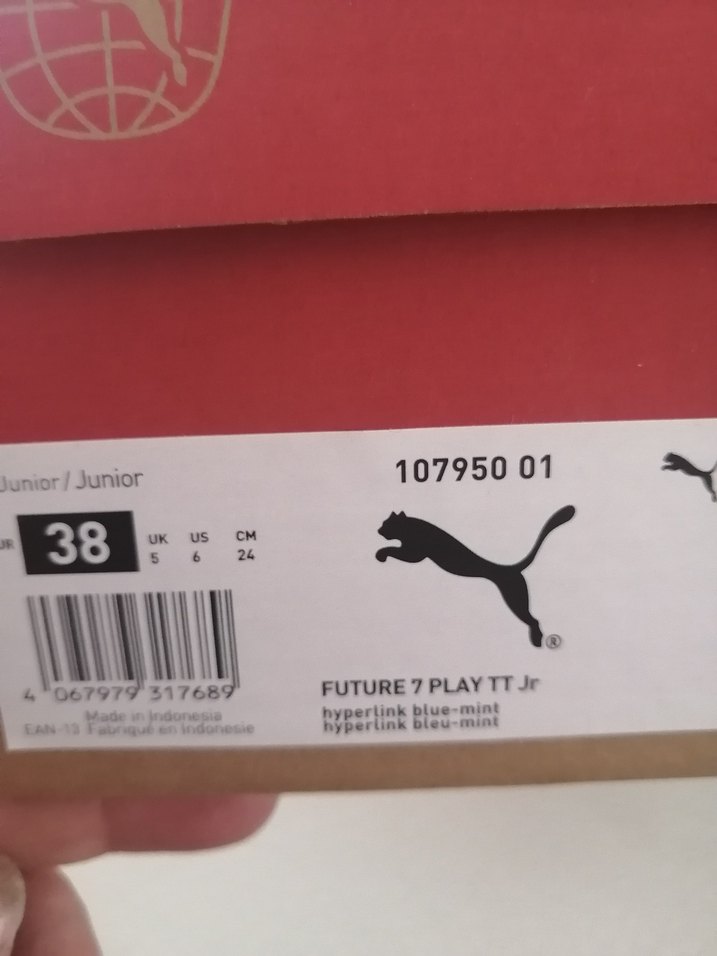 Junior / Junior
107950 01
38
UK US CM
5 6 24
®
4 067979 317689
Made in Indonesia
EAN-13 Fabriqué en Indonésie
FUTURE 7 PLAY TT Jr
hyperlink blue-mint
hyperlink bleu-mint